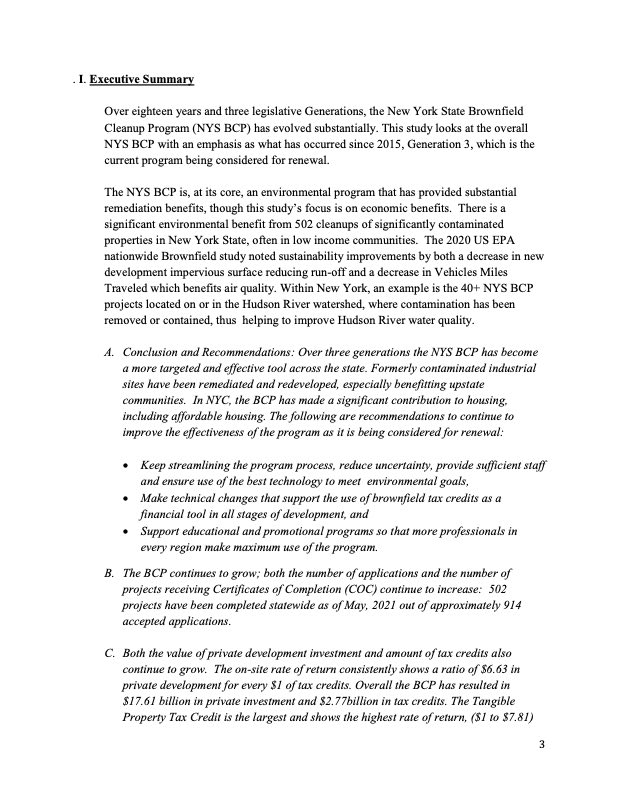 . I. Executive Summary
Over eighteen years and three legislative Generations, the New York State Brownfield
Cleanup Program (NYS BCP) has evolved substantially. This study looks at the overall
NYS BCP with an emphasis as what has occurred since 2015, Generation 3, which is the
current program being considered for renewal.
The NYS BCP is, at its core, an environmental program that has provided substantial
remediation benefits, though this study's focus is on economic benefits.  There is a
significant environmental benefit from 502 cleanups of significantly contaminated
properties in New York State, often in low income communities.  The 2020 US EPA
nationwide Brownfield study noted sustainability improvements by both a decrease in new
development impervious surface reducing run-off and a decrease in Vehicles Miles
Traveled which benefits air quality. Within New York, an example is the 40+ NYS BCP
projects located on or in the Hudson River watershed, where contamination has been
removed or contained, thus  helping to improve Hudson River water quality.
A. Conclusion and Recommendations: Over three generations the NYS BCP has become
a more targeted and effective tool across the state. Formerly contaminated industrial
sites have been remediated and redeveloped, especially benefitting upstate
communities.  In NYC, the BCP has made a significant contribution to housing,
including affordable housing. The following are recommendations to continue to
improve the effectiveness of the program as it is being considered for renewal:
• Keep streamlining the program process, reduce uncertainty, provide sufficient staff
and ensure use of the best technology to meet  environmental goals,
• Make technical changes that support the use of brownfield tax credits as a
financial tool in all stages of development, and
• Support educational and promotional programs so that more professionals in
every region make maximum use of the program.
B. The BCP continues to grow; both the number of applications and the number of
projects receiving Certificates of Completion (COC) continue to increase:  502
projects have been completed statewide as of May, 2021 out of approximately 914
accepted applications.
C. Both the value of private development investment and amount of tax credits also
continue to grow.  The on-site rate of return consistently shows a ratio of $6.63 in
private development for every $1 of tax credits. Overall the BCP has resulted in
$17.61 billion in private investment and $2.77billion in tax credits. The Tangible
Property Tax Credit is the largest and shows the highest rate of return, ($1 to $7.81)
3